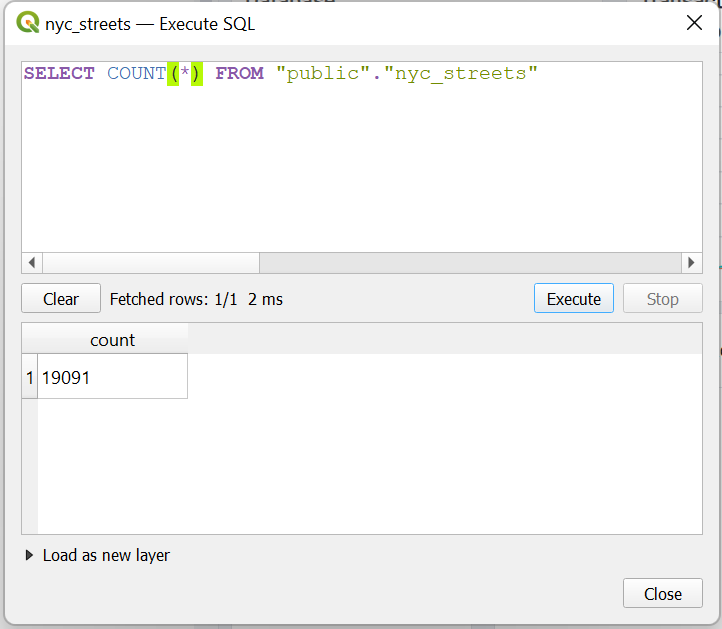 nyc_streets — Execute SQL
SELECT COUNT(*) FROM "public"."nyc_streets"
Clear Fetched rows: 1/1 2 ms Execute Stop
count
1 19091
Load as new layer
Close